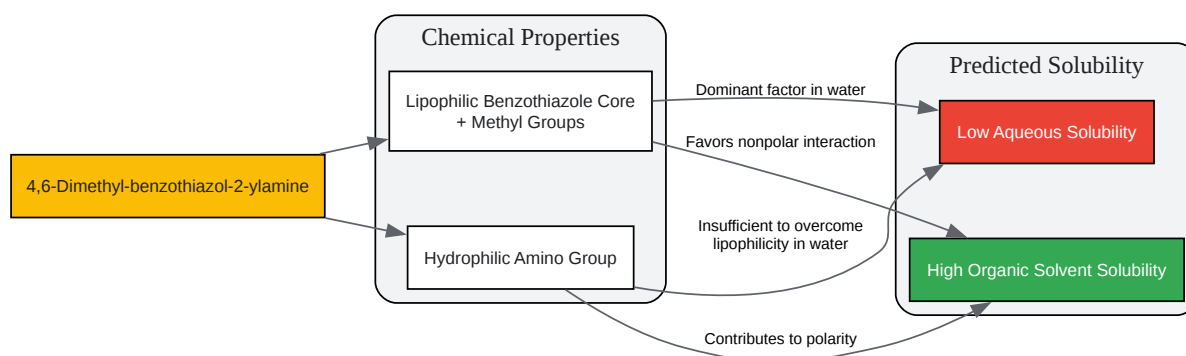 Chemical Properties
Predicted Solubility
Lipophilic Benzothiazole Core
+ Methyl Groups
Dominant factor in water
Low Aqueous Solubility
Favors nonpolar interaction
4,6-Dimethyl-benzothiazol-2-ylamine
Insufficient to overcome
lipophilicity in water
Hydrophilic Amino Group
High Organic Solvent Solubility
Contributes to polarity